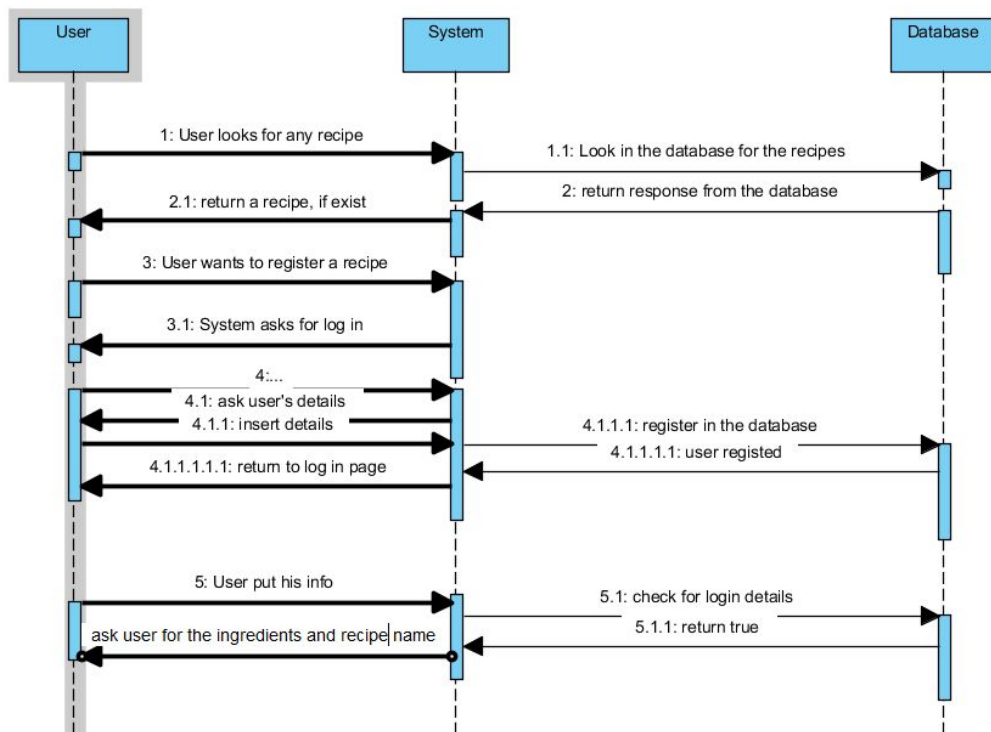 User
System
Database
1: User looks for any recipe
1.1: Look in the database for the recipes
2: return response from the database
2.1: return a recipe, if exist
3: User wants to register a recipe
3.1: System asks for log in
4:...
4.1: ask user's details
4.1.1: insert details
4.1.1.1: register in the database
4.1.1.1.1: user registed
4.1.1.1.1.1: return to log in page
5: User put his info
5.1: check for login details
5.1.1: return true
ask user for the ingredients and recipe name